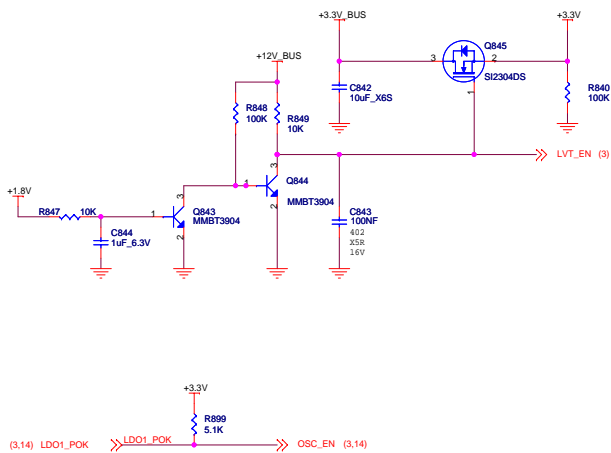 +3.3V_BUS
+3.3V
Q845
3
2
SI2304DS
1
+12V_BUS
C842
10uF_X6S
R840
100K
R848
100K
R849
10K
LVT_EN (3)
3
1
Q844
MMBT3904
2
+1.8V
R847 10K
3
1
Q843
MMBT3904
2
C843
100NF
402
X5R
16V
C844
1uF_6.3V
+3.3V
R899
5.1K
(3,14) LDO1_POK
LDO1_POK
OSC_EN (3,14)